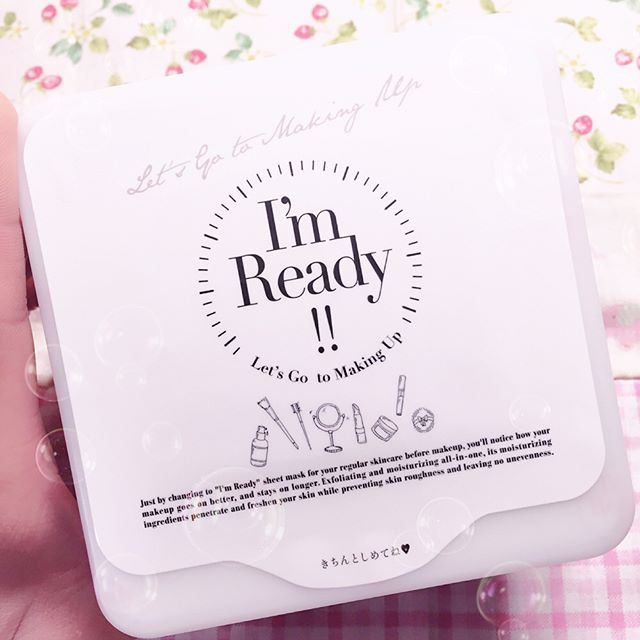 Let's Go to Making Up
I'm
Ready
!!
Let's Go to Making Up
Just by changing to "I'm Ready" sheet mask for your regular skincare before makeup, you'll notice how your
makeup goes on better, and stays on longer. Exfoliating and moisturizing all-in-one, its moisturizing
ingredients penetrate and freshen your skin while preventing skin roughness and leaving no unevenness.
きちんとしめてね♥